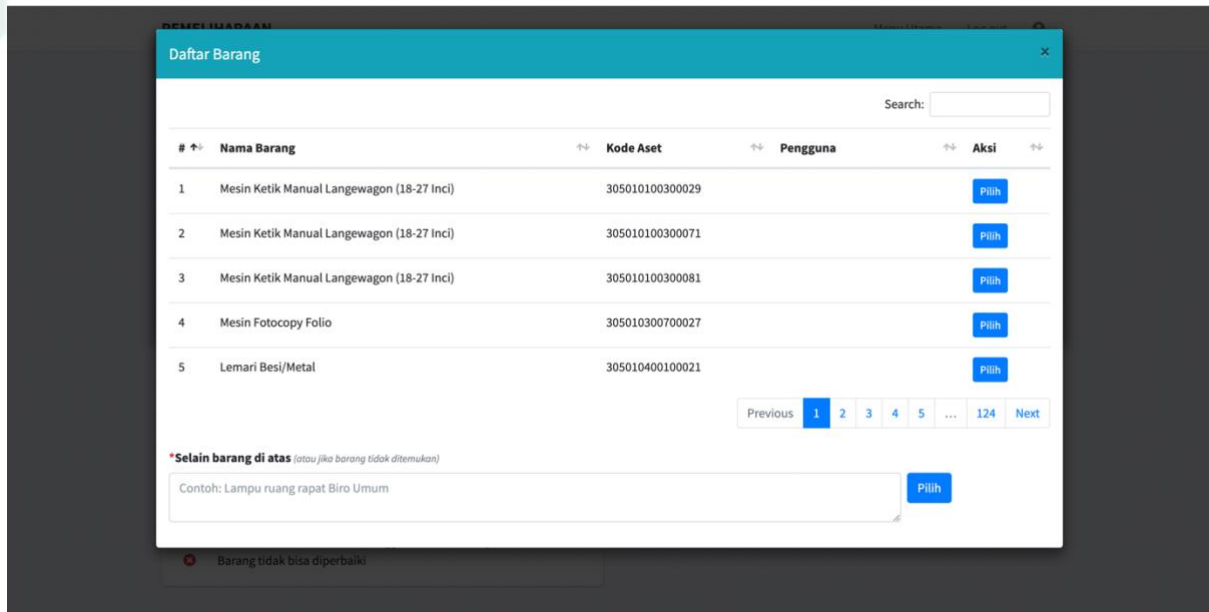 PEMELIHARAAN
Log out
Daftar Barang ×
Search:
# Nama Barang Kode Aset Pengguna Aksi
1 Mesin Ketik Manual Langewagon (18-27 Inci) 305010100300029 Pilih
2 Mesin Ketik Manual Langewagon (18-27 Inci) 305010100300071 Pilih
3 Mesin Ketik Manual Langewagon (18-27 Inci) 305010100300081 Pilih
4 Mesin Fotocopy Folio 305010300700027 Pilih
5 Lemari Besi/Metal 305010400100021 Pilih
Previous 1 2 3 4 5 ... 124 Next
*Selain barang di atas (atau jika barang tidak ditemukan)
Contoh: Lampu ruang rapat Biro Umum Pilih
Barang tidak bisa diperbaiki